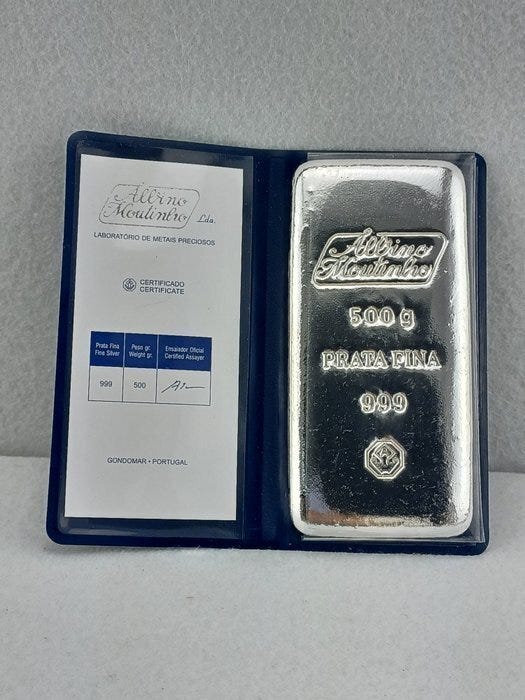 Albino
Moutinho Lda.
LABORATÓRIO DE METAIS PRECIOSOS
CERTIFICADO
CERTIFICATE
Prata Fina
Fine Silver
Peso gr.
Weight gr.
Ensaiador Oficial
Certified Assayer
999
500
GONDOMAR • PORTUGAL
Albino
Moutinho
500 g
PRATA FINA
999